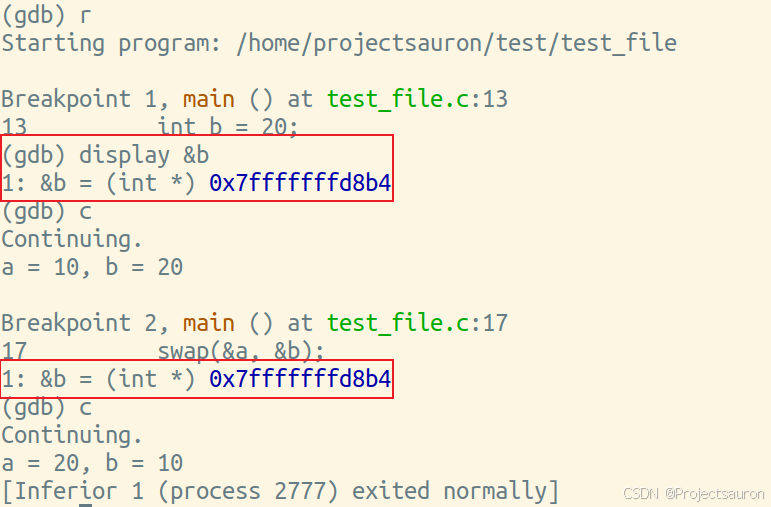 (gdb) r
Starting program: /home/projectsauron/test/test_file

Breakpoint 1, main () at test_file.c:13
13          int b = 20;
(gdb) display &b
1: &b = (int *) 0x7fffffffd8b4
(gdb) c
Continuing.
a = 10, b = 20

Breakpoint 2, main () at test_file.c:17
17          swap(&a, &b);
1: &b = (int *) 0x7fffffffd8b4
(gdb) c
Continuing.
a = 20, b = 10
[Inferior 1 (process 2777) exited normally]
CSDN @Projectsauron